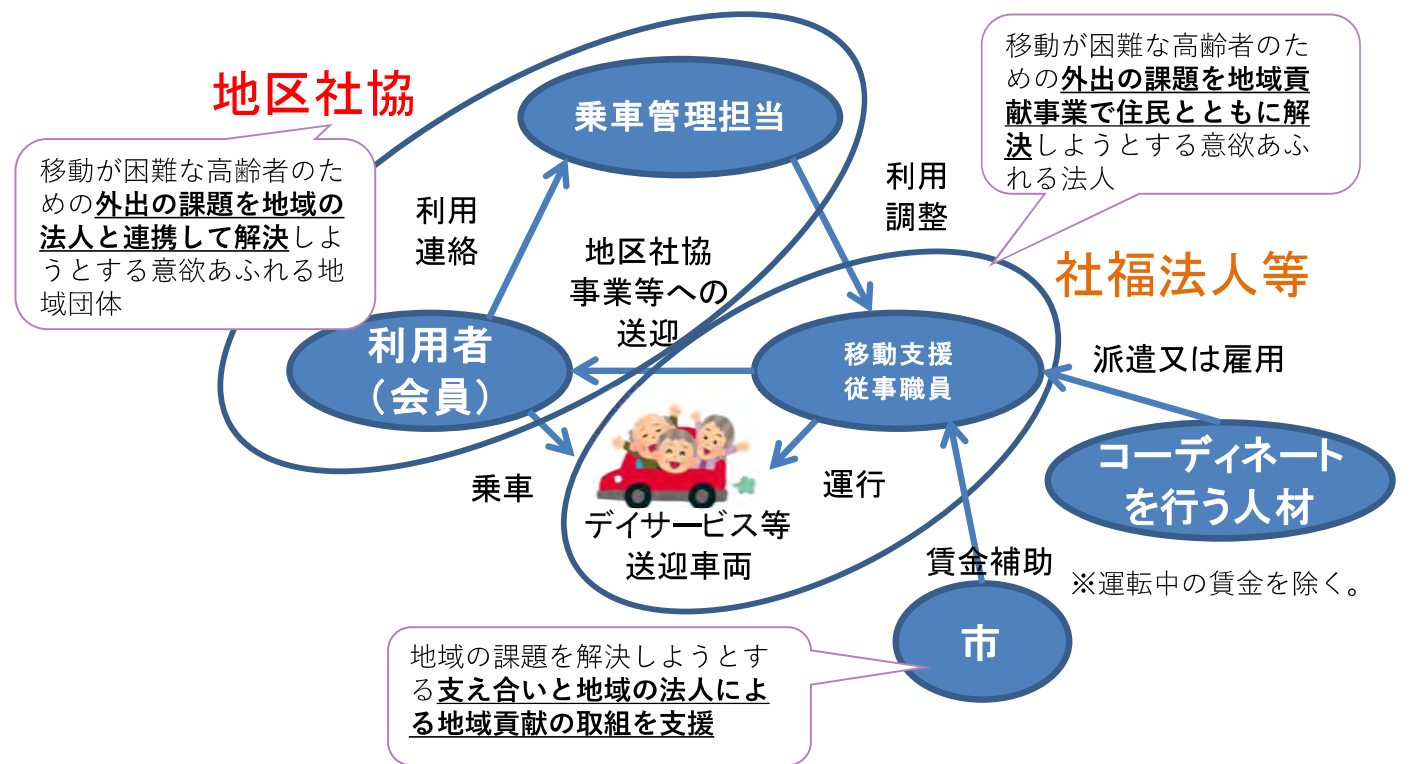 地区社協
移動が困難な高齢者のた
めの外出の課題を地域の
法人と連携して解決しよ
うとする意欲あふれる地
域団体
乗車管理担当
移動が困難な高齢者のた
めの外出の課題を地域貢
献事業で住民とともに解
決しようとする意欲あふ
れる法人
利用
連絡
利用
調整
地区社協
事業等への
送迎
社福法人等
利用者
（会員）
移動支援
従事職員
派遣又は雇用
コーディネート
を行う人材
乗車
運行
デイサービス等
送迎車両
賃金補助
※運転中の賃金を除く。
市
地域の課題を解決しようとす
る支え合いと地域の法人によ
る地域貢献の取組を支援